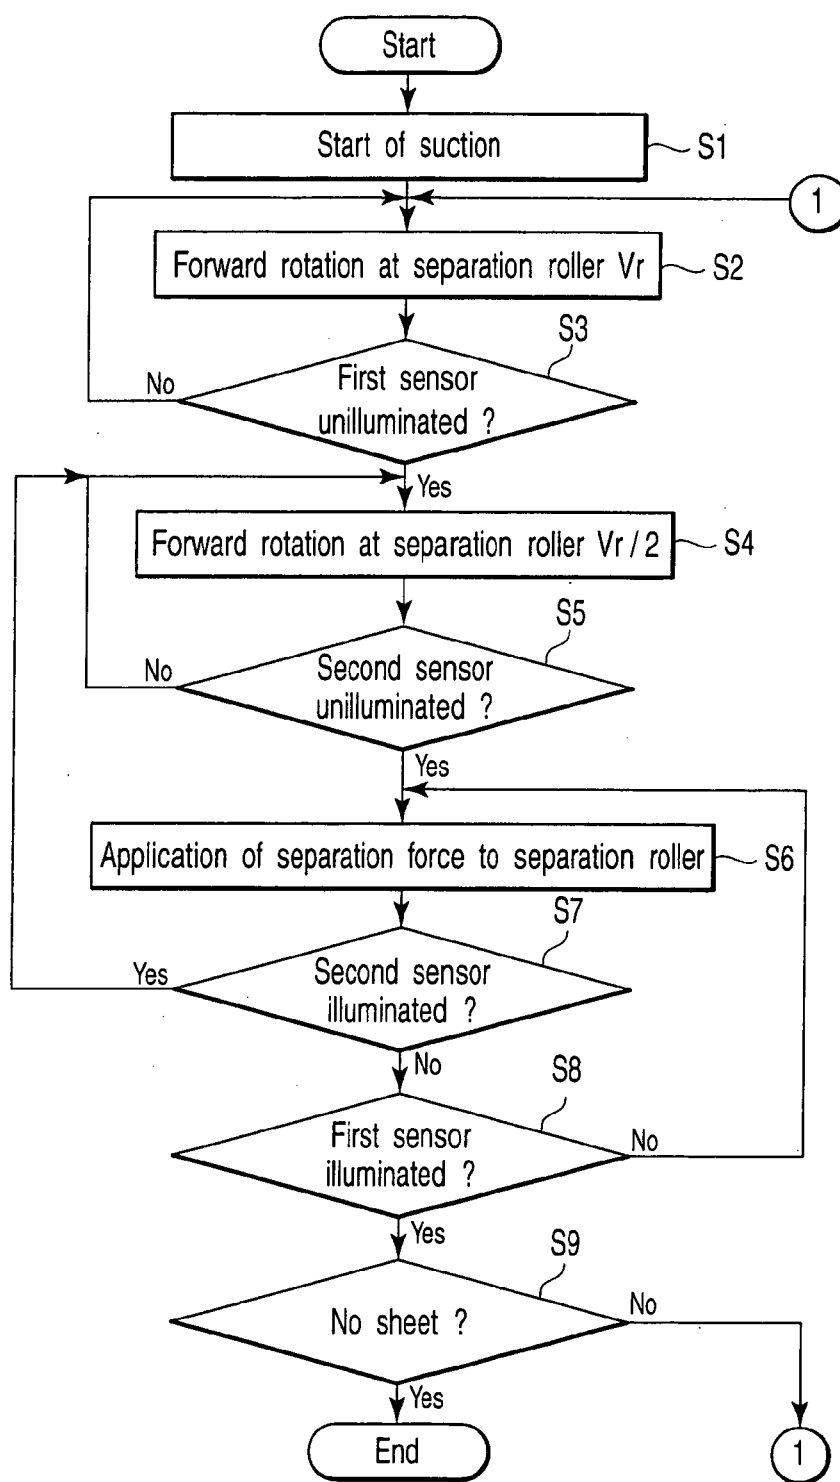 Start
Start of suction
S1
1
Forward rotation at separation roller Vr
S2
S3
First sensor
unilluminated ?
No
Yes
Forward rotation at separation roller Vr / 2
S4
S5
Second sensor
unilluminated ?
No
Yes
Application of separation force to separation roller
S6
S7
Second sensor
illuminated ?
Yes
No
S8
First sensor
illuminated ?
No
Yes
S9
No sheet ?
No
Yes
End
1